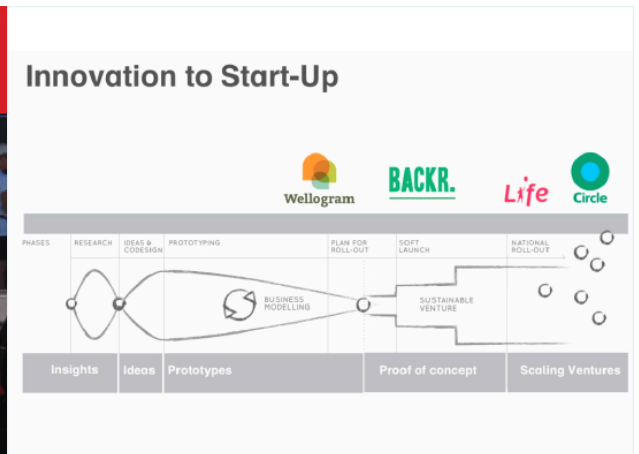 Innovation to Start-Up
Wellogram
BACKR.
Life
Circle
PHASES
RESEARCH
IDEAS &
CODESIGN
PROTOTYPING
PLAN FOR
ROLL-OUT
SOFT
LAUNCH
NATIONAL
ROLL-OUT
BUSINESS
MODELLING
SUSTAINABLE
VENTURE
Insights
Ideas
Prototypes
Proof of concept
Scaling Ventures